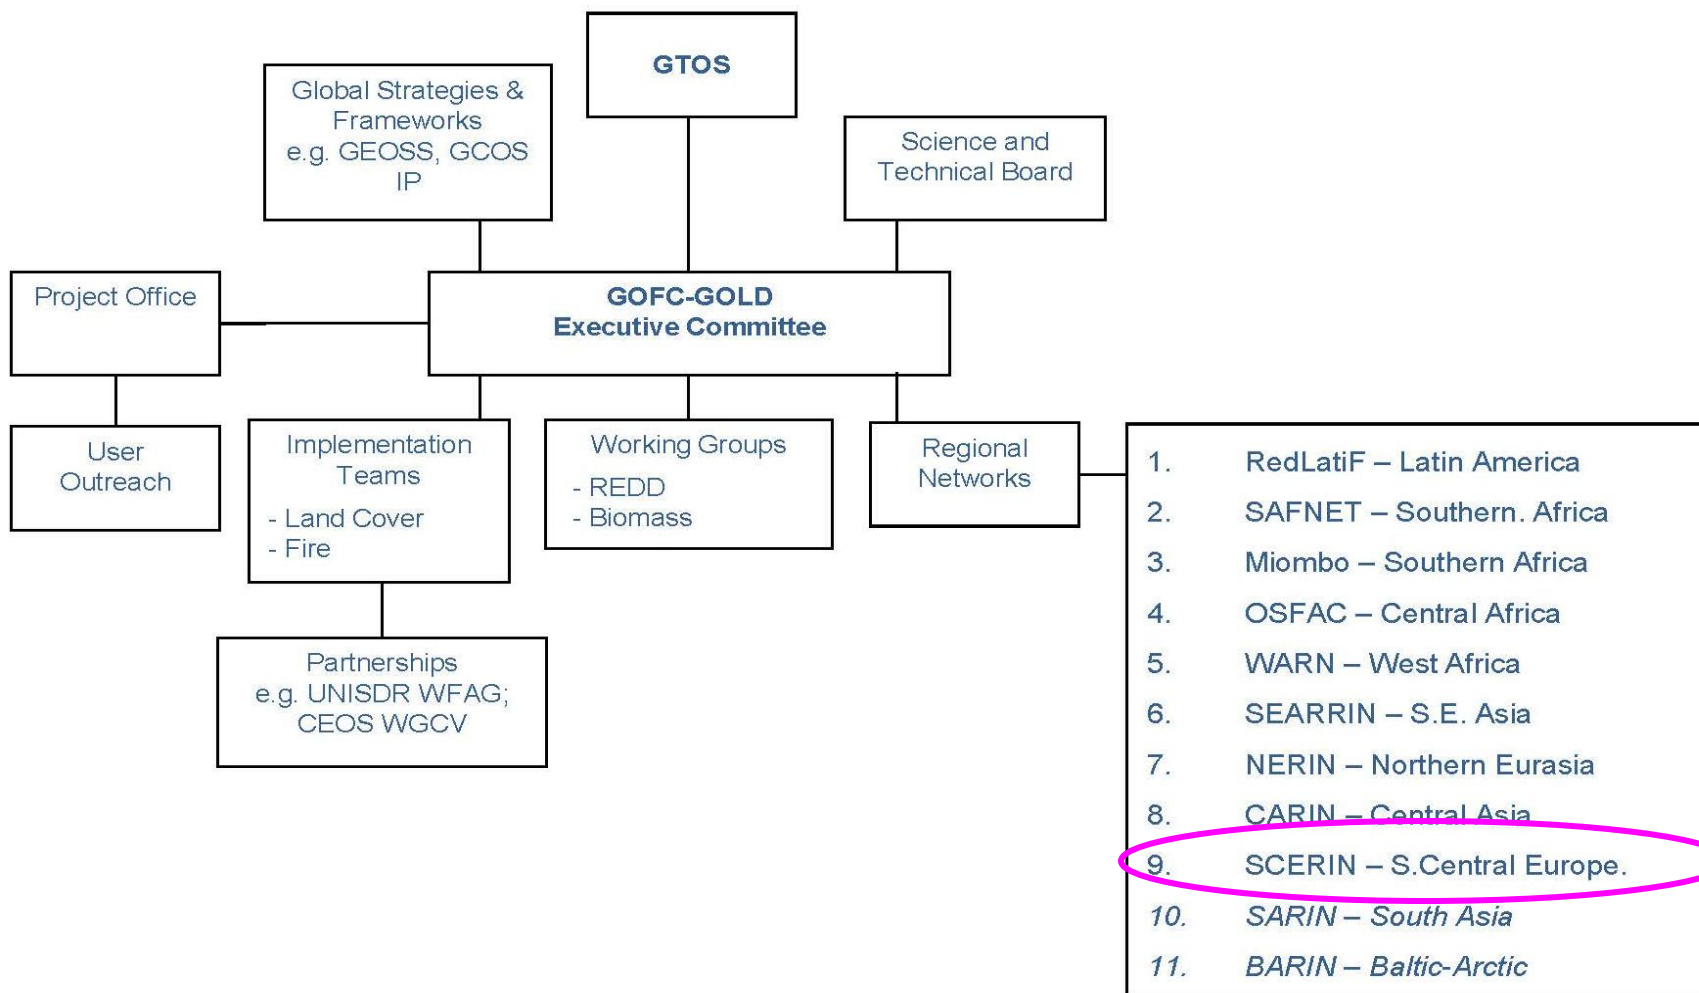 GTOS
Global Strategies &
Frameworks
e.g. GEOSS, GCOS
IP
Science and
Technical Board
Project Office
GOFC-GOLD
Executive Committee
User
Outreach
Implementation
Teams
- Land Cover
- Fire
Working Groups
- REDD
- Biomass
Regional
Networks
Partnerships
e.g. UNISDR WFAG;
CEOS WGCV
1. RedLatiF – Latin America
2. SAFNET – Southern. Africa
3. Miombo – Southern Africa
4. OSFAC – Central Africa
5. WARN – West Africa
6. SEARRIN – S.E. Asia
7. NERIN – Northern Eurasia
8. CARIN – Central Asia
9. SCERIN – S.Central Europe.
10. SARIN – South Asia
11. BARIN – Baltic-Arctic